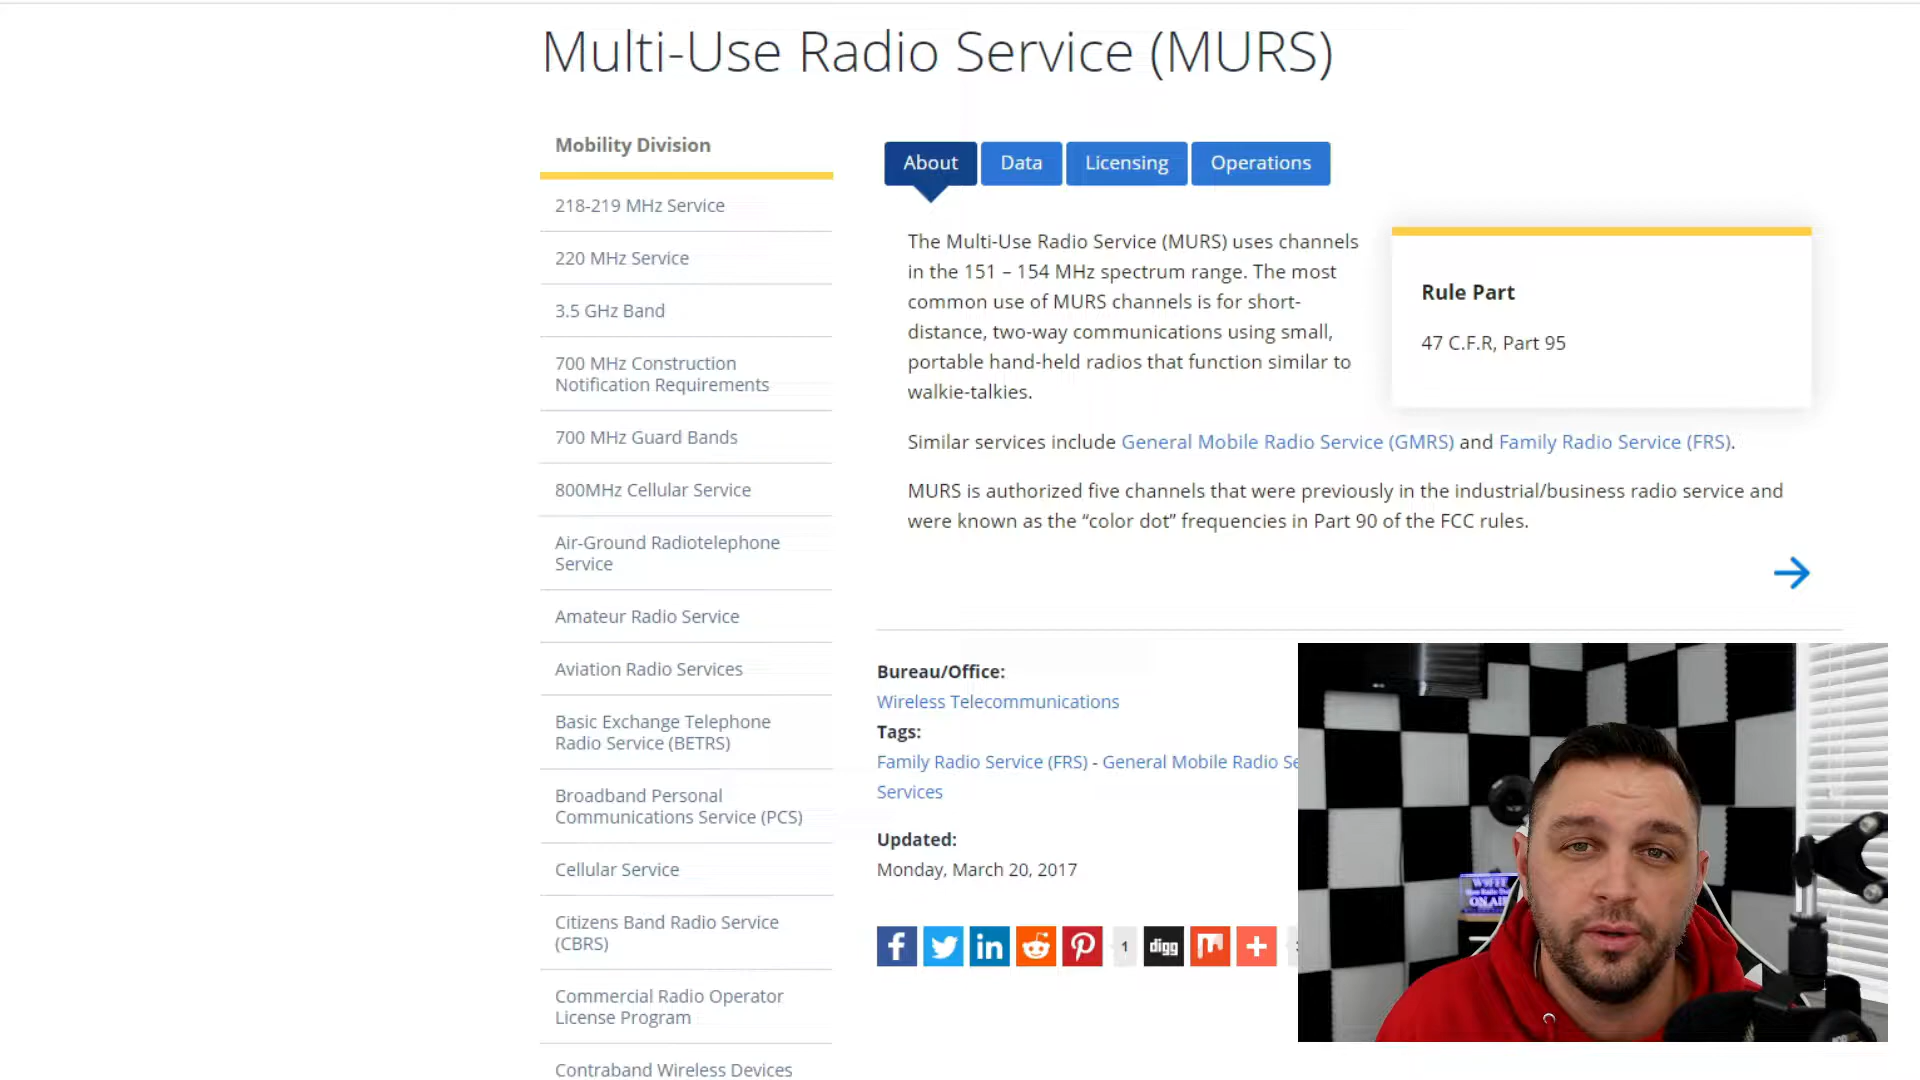 Multi-Use Radio Service (MURS)
Mobility Division
218-219 MHz Service
220 MHz Service
3.5 GHz Band
700 MHz Construction
Notification Requirements
700 MHz Guard Bands
800MHz Cellular Service
Air-Ground Radiotelephone
Service
Amateur Radio Service
Aviation Radio Services
Basic Exchange Telephone
Radio Service (BETRS)
Broadband Personal
Communications Service (PCS)
Cellular Service
Citizens Band Radio Service
(CBRS)
Commercial Radio Operator
License Program
Contraband Wireless Devices
About Data Licensing Operations
The Multi-Use Radio Service (MURS) uses channels
in the 151 – 154 MHz spectrum range. The most
common use of MURS channels is for short-
distance, two-way communications using small,
portable hand-held radios that function similar to
walkie-talkies.
Rule Part
47 C.F.R, Part 95
Similar services include General Mobile Radio Service (GMRS) and Family Radio Service (FRS).
MURS is authorized five channels that were previously in the industrial/business radio service and
were known as the “color dot” frequencies in Part 90 of the FCC rules.
Bureau/Office:
Wireless Telecommunications
Tags:
Family Radio Service (FRS) - General Mobile Radio Se
Services
Updated:
Monday, March 20, 2017
1 digg
ON AIR